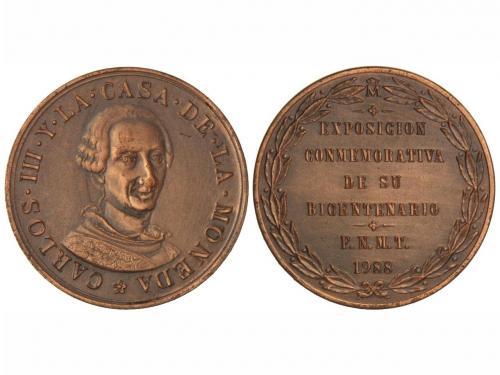 CARLOS · III · Y · LA · CASA · DE · LA · MONEDA
M
EXPOSICION
CONMEMORATIVA
DE SU
BICENTENARIO
F.N.M.T.
1988